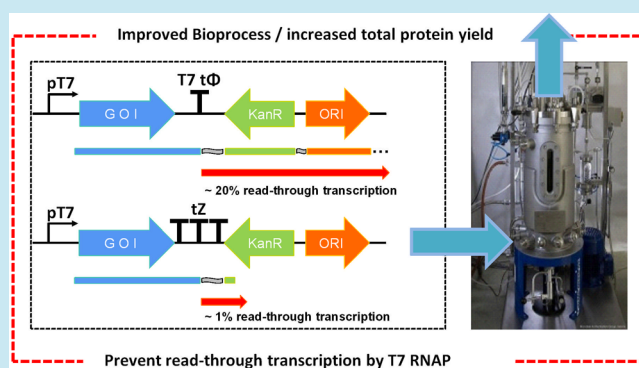 Improved Bioprocess / increased total protein yield
pT7
T7 tΦ
G O I
KanR
ORI
...
~ 20% read-through transcription
pT7
tZ
G O I
KanR
ORI
~ 1% read-through transcription
Prevent read-through transcription by T7 RNAP